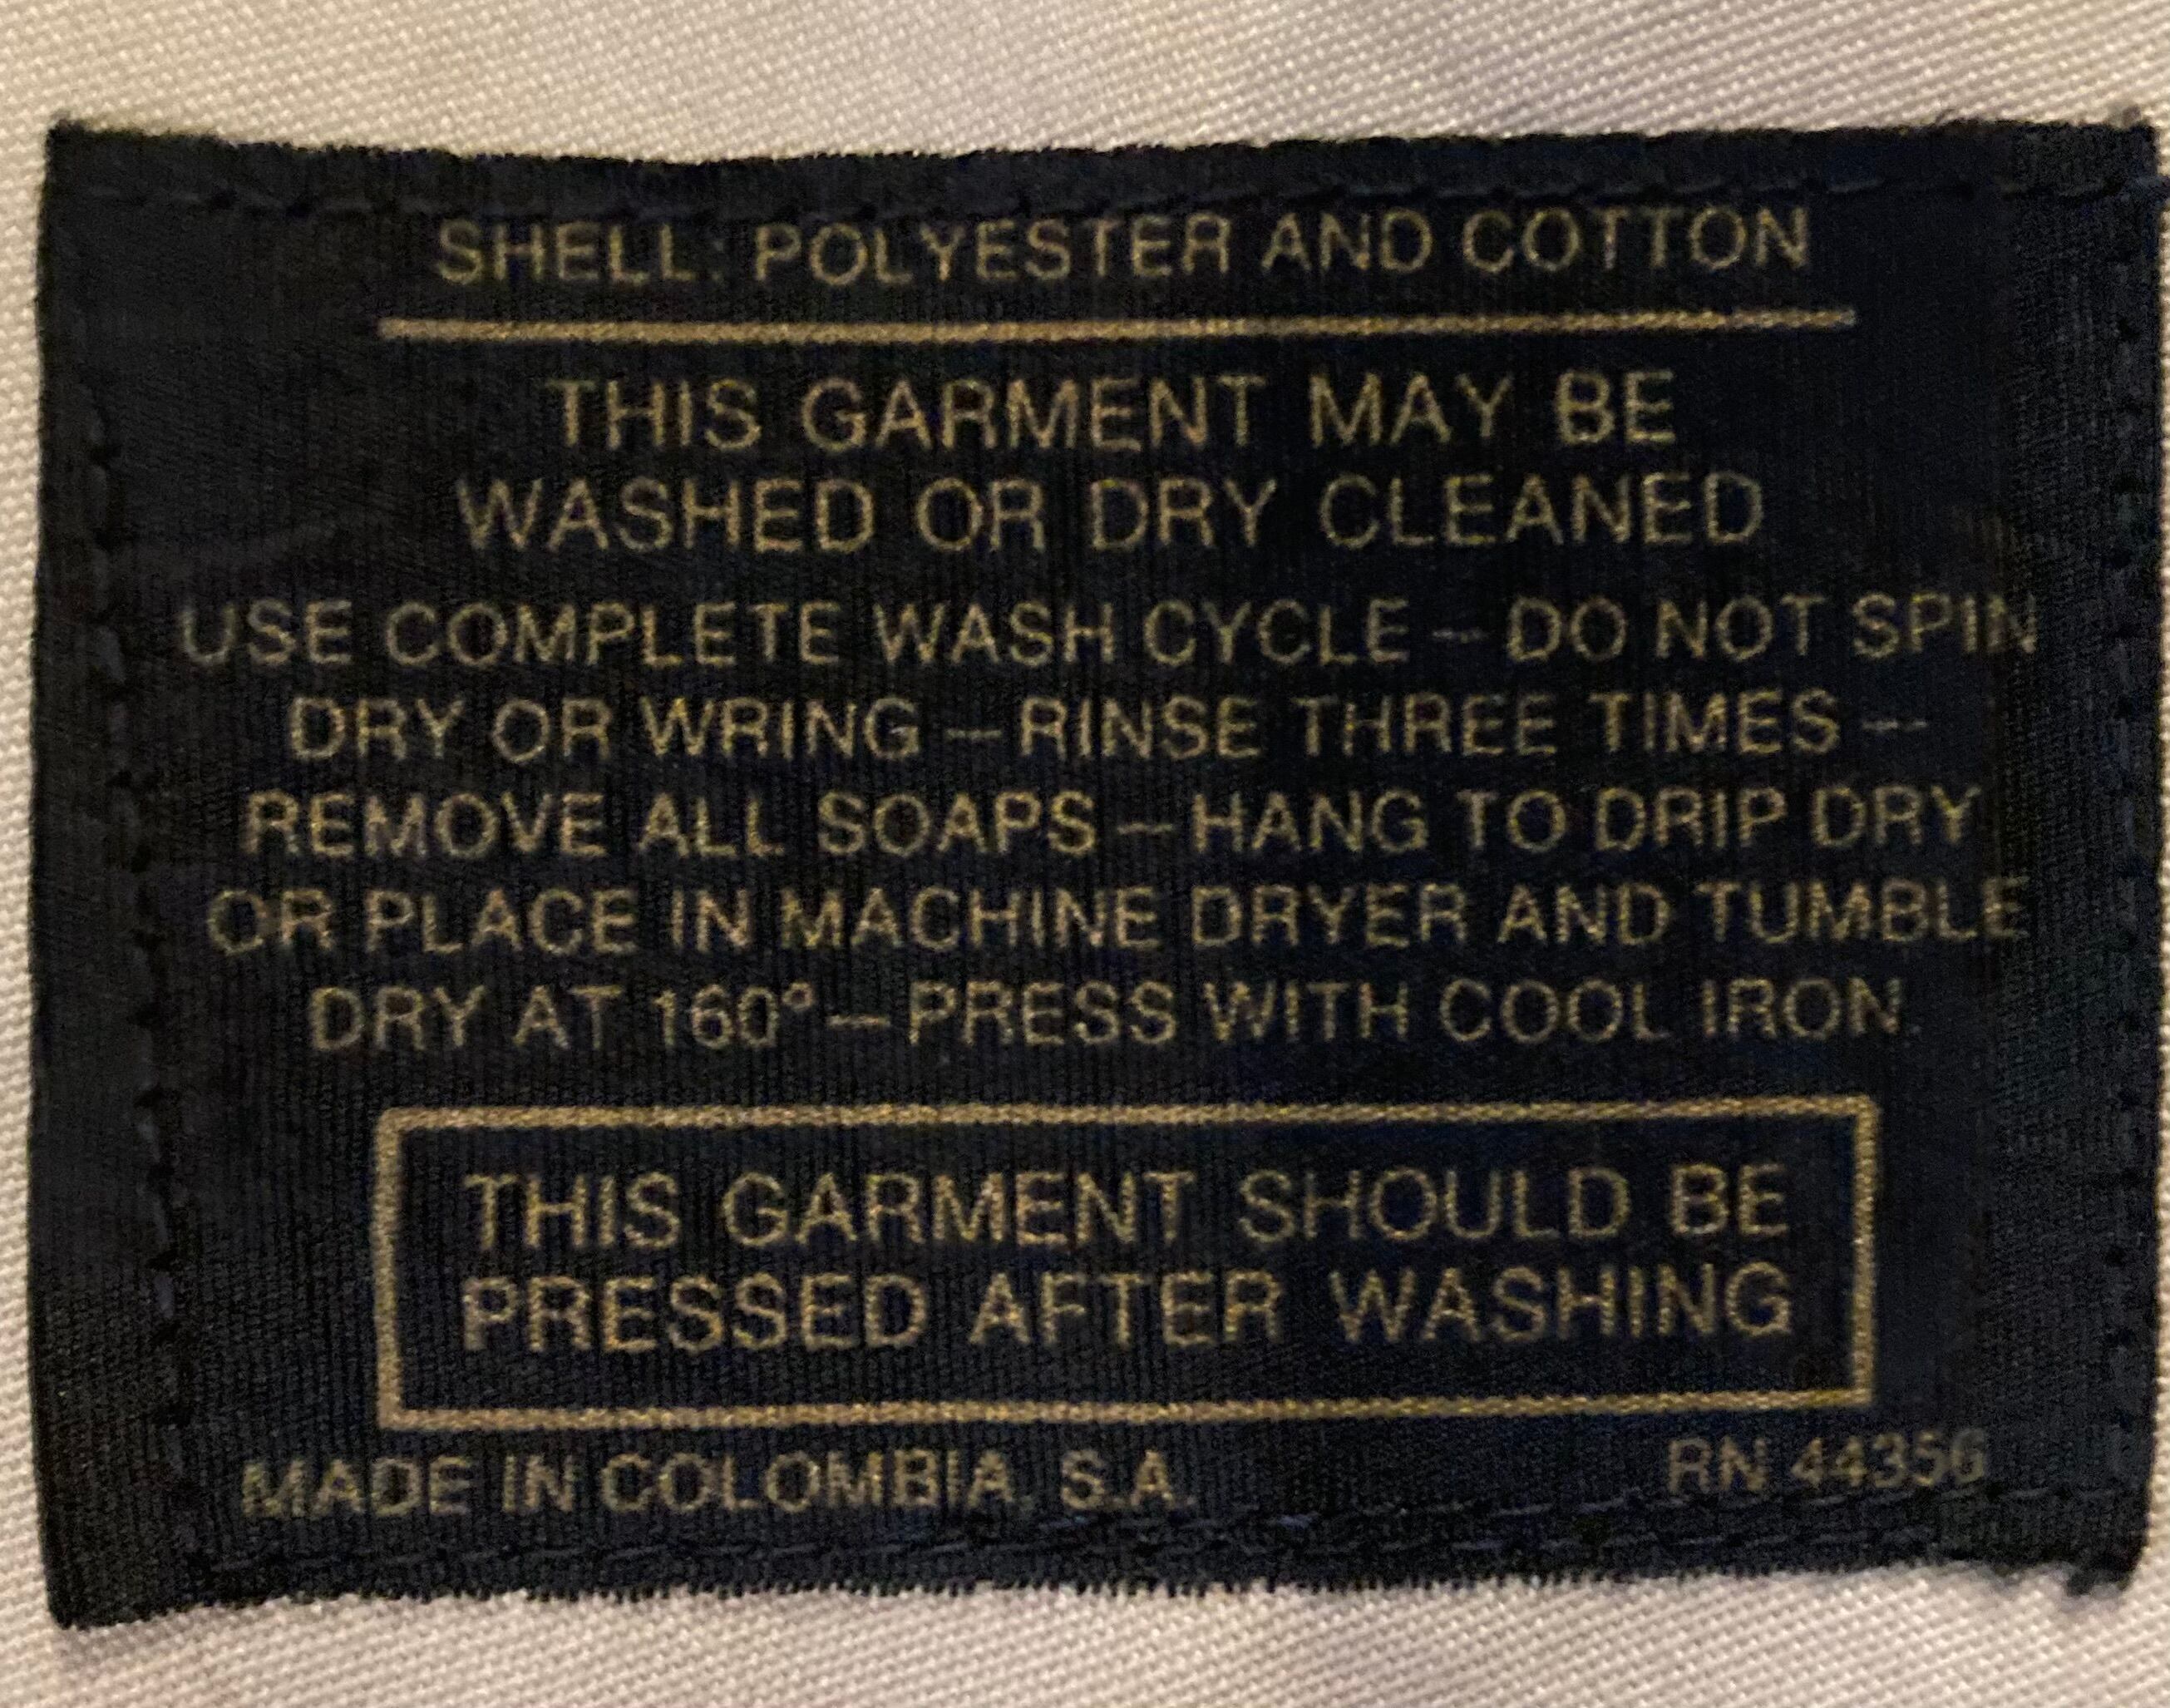 SHELL: POLYESTER AND COTTON
THIS GARMENT MAY BE
WASHED OR DRY CLEANED
USE COMPLETE WASH CYCLE — DO NOT SPIN
DRY OR WRING — RINSE THREE TIMES —
REMOVE ALL SOAPS — HANG TO DRIP DRY
OR PLACE IN MACHINE DRYER AND TUMBLE
DRY AT 160° — PRESS WITH COOL IRON.
THIS GARMENT SHOULD BE
PRESSED AFTER WASHING
MADE IN COLOMBIA, S.A. RN 44356